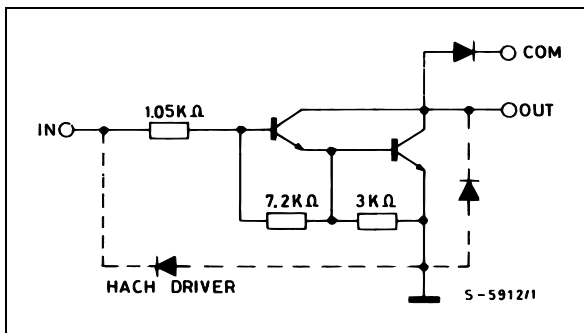 COM
1.05KΩ
OUT
IN
7.2KΩ
3KΩ
HACH DRIVER
S-5912/1